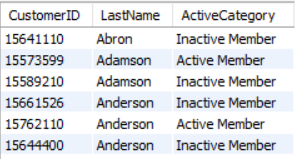 CustomerID LastName ActiveCategory
15641110 Abron Inactive Member
15573599 Adamson Active Member
15589210 Adamson Inactive Member
15661526 Anderson Inactive Member
15762110 Anderson Active Member
15644400 Anderson Inactive Member